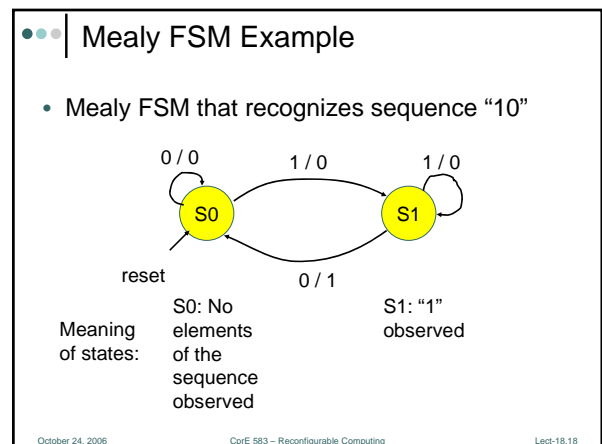 Mealy FSM Example
• Mealy FSM that recognizes sequence “10”
0 / 0
1 / 0
1 / 0
S0
S1
reset
0 / 1
Meaning
of states:
S0: No
elements
of the
sequence
observed
S1: “1”
observed
October 24, 2006
CprE 583 – Reconfigurable Computing
Lect-18.18